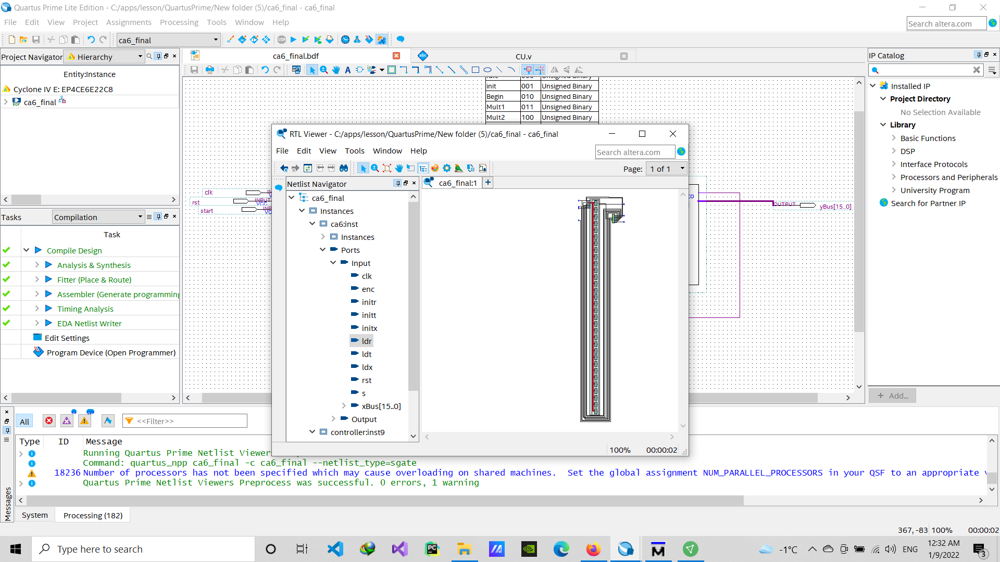 Quartus Prime Lite Edition - C:/apps/lesson/QuartusPrime/New folder (5)/ca6_final - ca6_final
File Edit View Project Assignments Processing Tools Window Help
Search altera.com
ca6_final
Project Navigator Hierarchy
Entity:Instance
Cyclone IV E: EP4CE6E22C8
ca6_final
Tasks Compilation
Task
Compile Design
Analysis & Synthesis
Fitter (Place & Route)
Assembler (Generate programming
Timing Analysis
EDA Netlist Writer
Edit Settings
Program Device (Open Programmer)
ca6_final.bdf
CU.v
init 001 Unsigned Binary
Begin 010 Unsigned Binary
Mult1 011 Unsigned Binary
Mult2 100 Unsigned Binary
clk
rst INPUT
start
co
OUTPUT yBus[15..0]
RTL Viewer - C:/apps/lesson/QuartusPrime/New folder (5)/ca6_final - ca6_final
File Edit View Tools Window Help
Search altera.com
Page: 1 of 1
Netlist Navigator
ca6_final:1
ca6_final
Instances
ca6:inst
Instances
Ports
Input
clk
enc
initr
initt
initx
ldr
ldt
ldx
rst
s
xBus[15..0]
Output
controller:inst9
100% 00:00:02
IP Catalog
Installed IP
Project Directory
No Selection Available
Library
Basic Functions
DSP
Interface Protocols
Processors and Peripherals
University Program
Search for Partner IP
+ Add...
All
<<Filter>>
Type ID Message
Running Quartus Prime Netlist Viewer
Command: quartus_npp ca6_final -c ca6_final --netlist_type=sgate
18236 Number of processors has not been specified which may cause overloading on shared machines. Set the global assignment NUM_PARALLEL_PROCESSORS in your QSF to an appropriate
Quartus Prime Netlist Viewers Preprocess was successful. 0 errors, 1 warning
Messages
System Processing (182)
367, -83 100% 00:00:02
Type here to search
-1°C
ENG
12:32 AM
1/9/2022
3